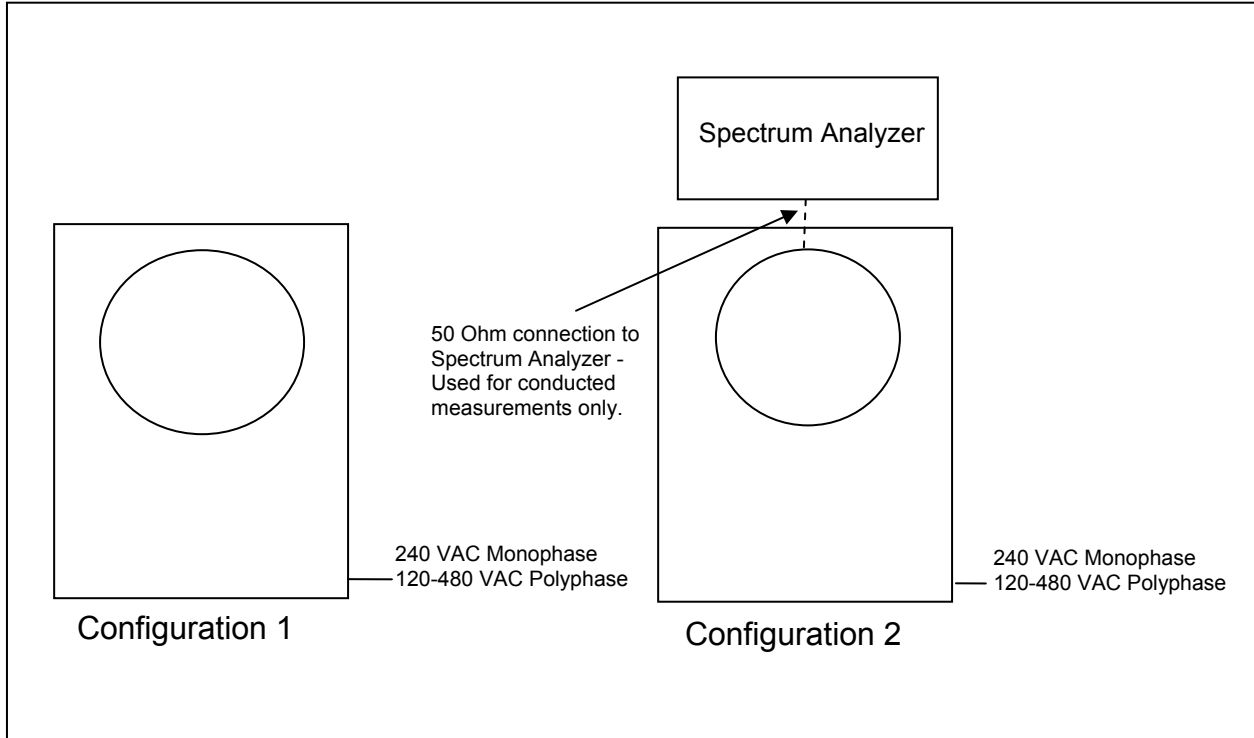 Spectrum Analyzer
50 Ohm connection to
Spectrum Analyzer -
Used for conducted
measurements only.
240 VAC Monophase
120-480 VAC Polyphase
Configuration 1
240 VAC Monophase
120-480 VAC Polyphase
Configuration 2